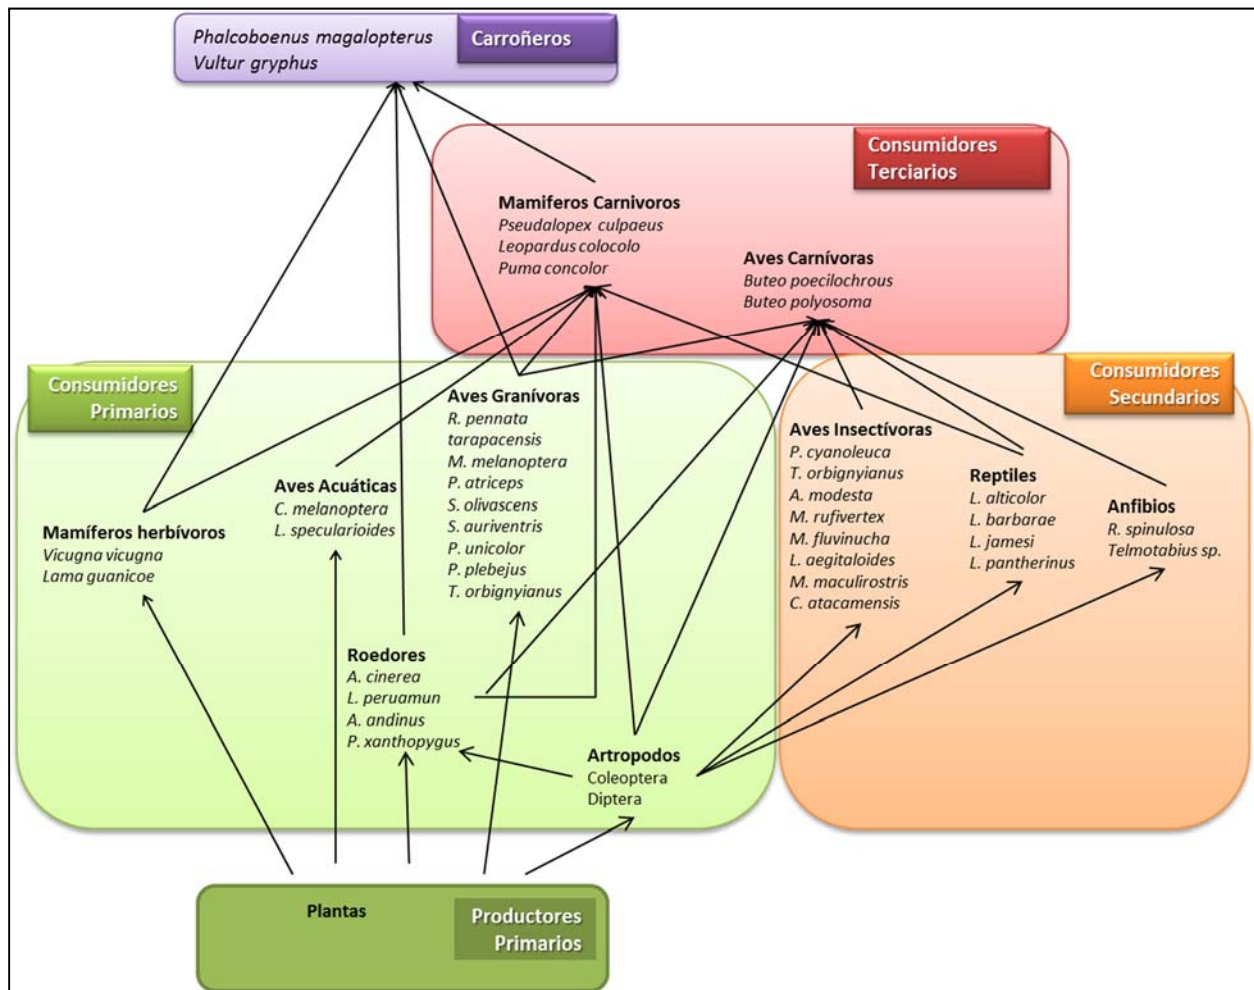 Phalcoboenus magalopterus
Vultur gryphus
Carroñeros
Consumidores
Terciarios
Mamiferos Carnivoros
Pseudalopex culpaeus
Leopardus colocolo
Puma concolor
Aves Carnívoras
Buteo poecilochrous
Buteo polyosoma
Consumidores
Primarios
Mamíferos herbívoros
Vicugna vicugna
Lama guanicoe
Aves Acuáticas
C. melanoptera
L. specularioides
Aves Granívoras
R. pennata
tarapacensis
M. melanoptera
P. atriceps
S. olivascens
S. auriventris
P. unicolor
P. plebejus
T. orbignyianus
Roedores
A. cinerea
L. peruamun
A. andinus
P. xanthopygus
Artropodos
Coleoptera
Diptera
Consumidores
Secundarios
Aves Insectívoras
P. cyanoleuca
T. orbignyianus
A. modesta
M. rufivertex
M. fluvinucha
L. aegitaloides
M. maculirostris
C. atacamensis
Reptiles
L. alticolor
L. barbarae
L. jamesi
L. pantherinus
Anfibios
R. spinulosa
Telmotabius sp.
Plantas
Productores
Primarios